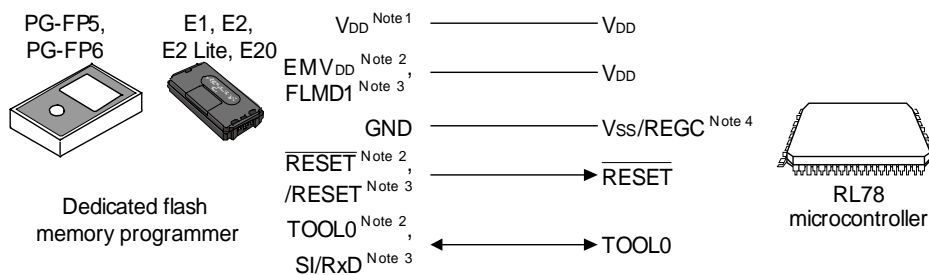 PG-FP5,
PG-FP6
E1, E2,
E2 Lite, E20
Dedicated flash
memory programmer
VDD Note 1
VDD
EMVDD Note 2,
FLMD1 Note 3
VDD
GND
VSS/REGC Note 4
RESET Note 2,
/RESET Note 3
RESET
TOOL0 Note 2,
SI/RxD Note 3
TOOL0
RL78
microcontroller